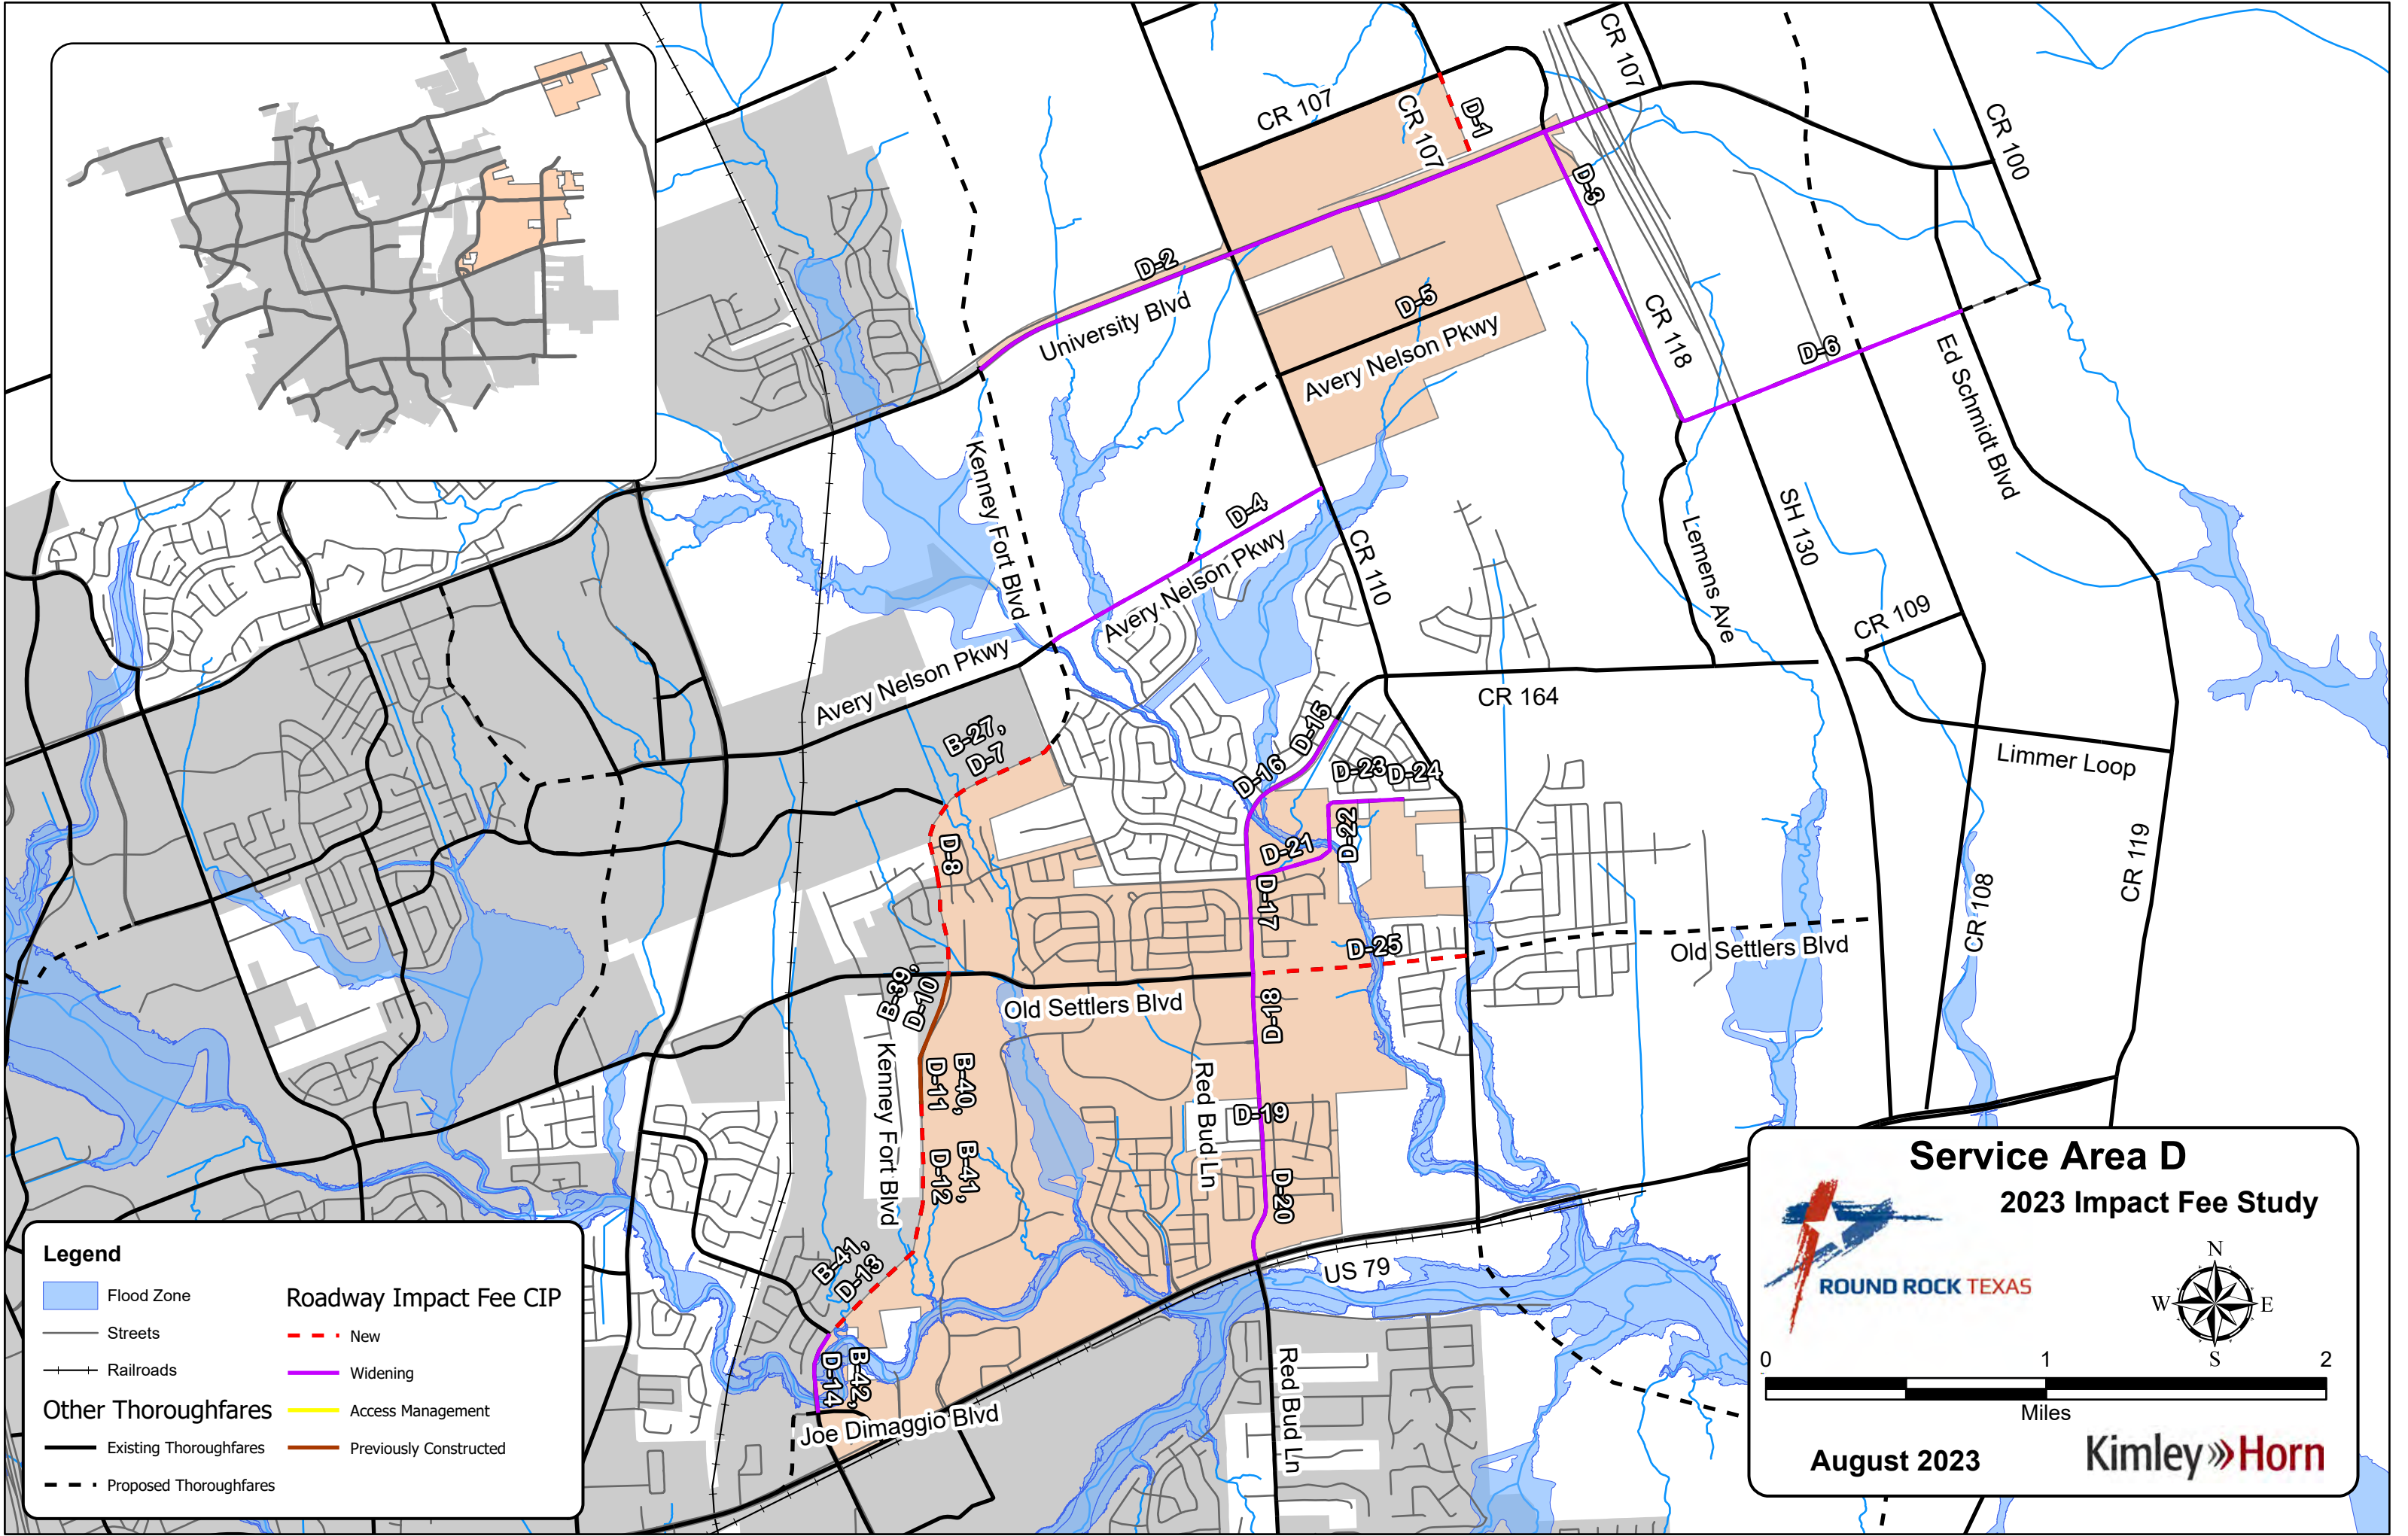 CR 107
CR 107
CR 107
D-1
CR 100
D-3
D-2
University Blvd
D-5
Avery Nelson Pkwy
CR 118
D-6
Ed Schmidt Blvd
Kenney Fort Blvd
D-4
Avery Nelson Pkwy
CR 110
Lemens Ave
SH 130
CR 109
Avery Nelson Pkwy
CR 164
B-27,
D-7
D-15
D-16
D-23
D-24
Limmer Loop
D-8
D-21
D-22
D-17
CR 119
CR 108
D-25
Old Settlers Blvd
B-39,
D-10
Old Settlers Blvd
D-18
Kenney Fort Blvd
B-40,
D-11
Red Bud Ln
D-19
B-41,
D-12
D-20
B-41,
D-13
US 79
B-42,
D-14
Joe Dimaggio Blvd
Red Bud Ln
Legend
Flood Zone
Streets
Railroads
Other Thoroughfares
Existing Thoroughfares
Proposed Thoroughfares
Roadway Impact Fee CIP
New
Widening
Access Management
Previously Constructed
Service Area D
2023 Impact Fee Study
ROUND ROCK TEXAS
N
W E
S
0 1 2
Miles
August 2023
Kimley»Horn